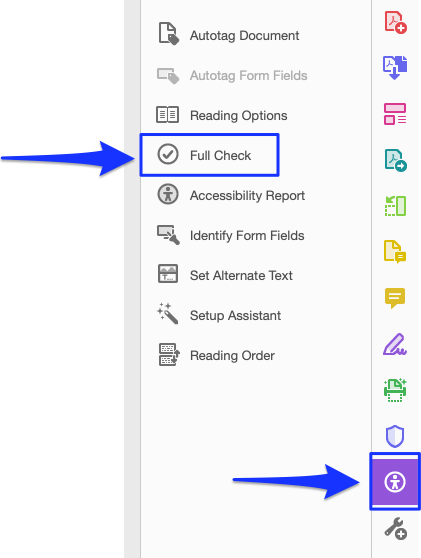 Autotag Document
Autotag Form Fields
Reading Options
Full Check
Accessibility Report
Identify Form Fields
Set Alternate Text
Setup Assistant
Reading Order